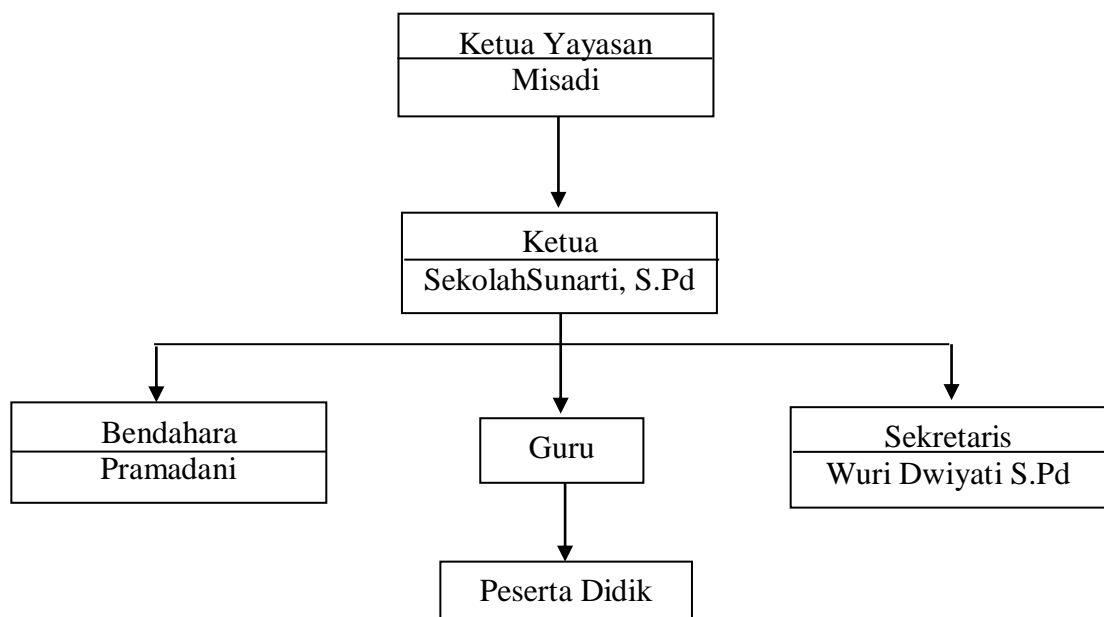 Ketua Yayasan
Misadi
Ketua
SekolahSunarti, S.Pd
Bendahara
Pramadani
Guru
Sekretaris
Wuri Dwiyati S.Pd
Peserta Didik